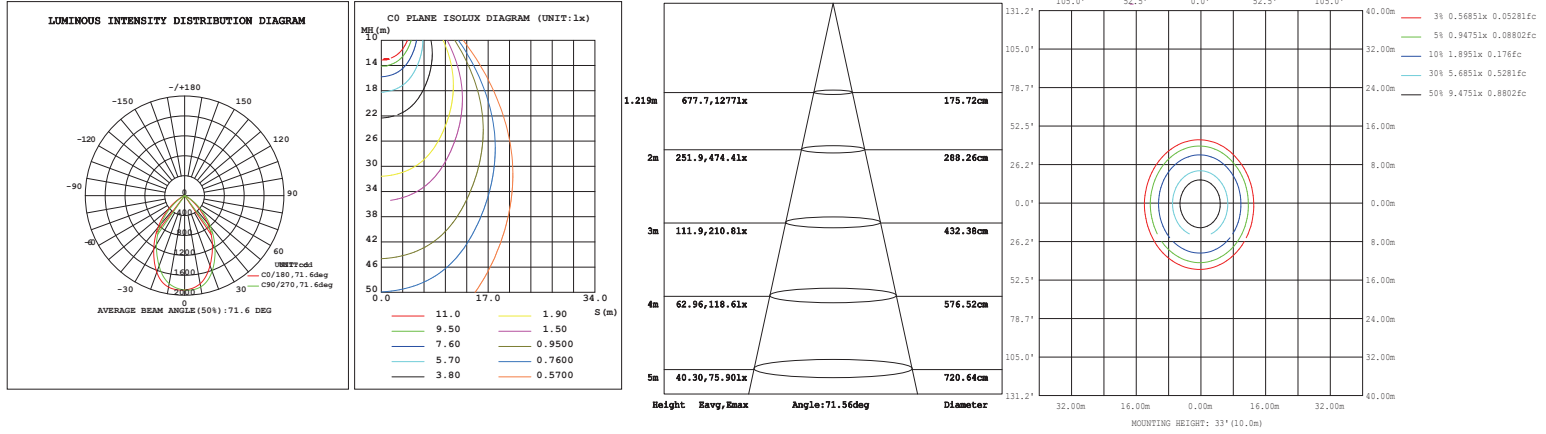 LUMINOUS INTENSITY DISTRIBUTION DIAGRAM
-/+180
-150 150
-120 120
-90 90
-60 60
-30 30
0
0
400
800
1200
1600
2000
C0/180,71.6deg
C90/270,71.6deg
AVERAGE BEAM ANGLE(50%):71.6 DEG
C0 PLANE ISOLUX DIAGRAM (UNIT:lx)
MH(m)
10
14
18
22
26
30
34
38
42
46
50
0.0 17.0 34.0
S(m)
11.0 1.90
9.50 1.50
7.60 0.9500
5.70 0.7600
3.80 0.5700
1.219m 677.7,1277lx 175.72cm
2m 251.9,474.4lx 288.26cm
3m 111.9,210.8lx 432.38cm
4m 62.96,118.6lx 576.52cm
5m 40.30,75.90lx 720.64cm
Height Eavg,Emax Angle:71.56deg Diameter
105.0' 52.5' 0.0' 52.5' 105.0'
131.2' 40.00m
105.0' 32.00m
78.7' 24.00m
52.5' 16.00m
26.2' 8.00m
0.0' 0.00m
26.2' 8.00m
52.5' 16.00m
78.7' 24.00m
105.0' 32.00m
131.2' 40.00m
32.00m 16.00m 0.00m 16.00m 32.00m
MOUNTING HEIGHT: 33'(10.0m)
3% 0.5685lx 0.05281fc
5% 0.9475lx 0.08802fc
10% 1.895lx 0.176fc
30% 5.685lx 0.5281fc
50% 9.475lx 0.8802fc